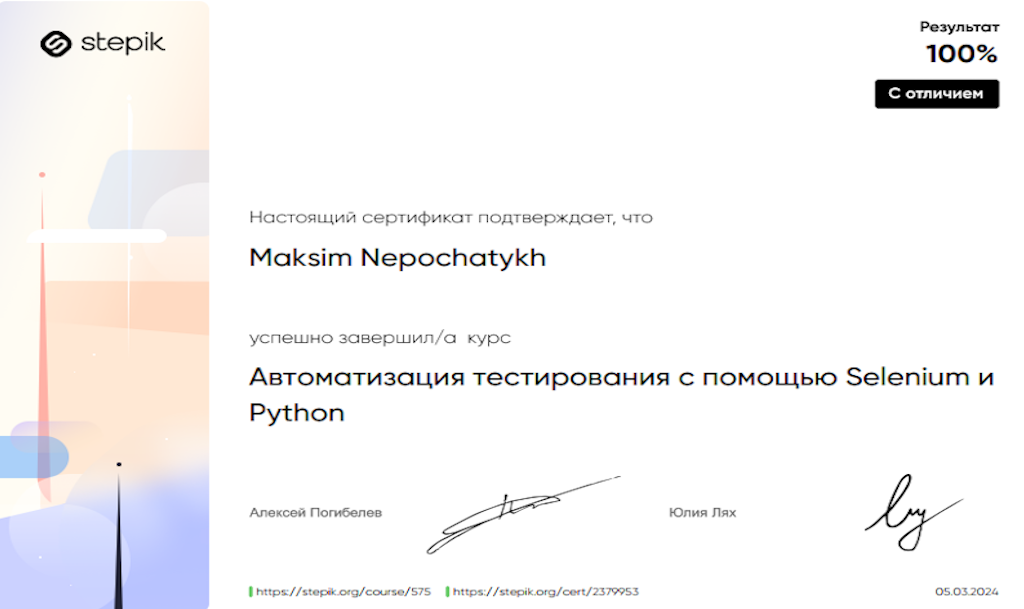 stepik
Результат
100%
С отличием
Настоящий сертификат подтверждает, что
Maksim Nepochatykh
успешно завершил/а курс
Автоматизация тестирования с помощью Selenium и
Python
Алексей Погибелев
Юлия Лях
https://stepik.org/course/575
https://stepik.org/cert/2379953
05.03.2024